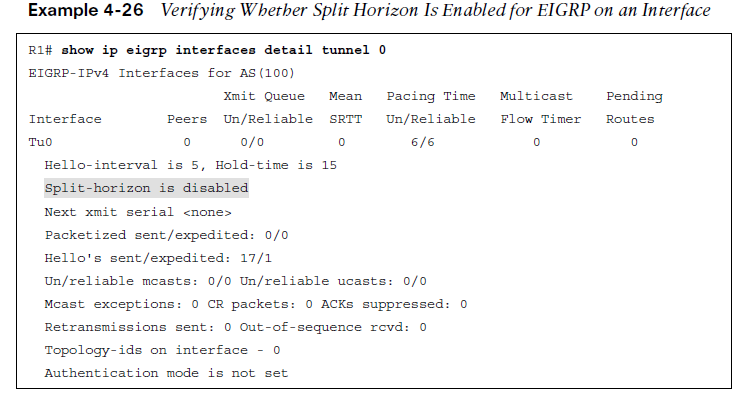 Example 4-26 Verifying Whether Split Horizon Is Enabled for EIGRP on an Interface
R1# show ip eigrp interfaces detail tunnel 0
EIGRP-IPv4 Interfaces for AS(100)
Xmit Queue Mean Pacing Time Multicast Pending
Interface Peers Un/Reliable SRTT Un/Reliable Flow Timer Routes
Tu0 0 0/0 0 6/6 0 0
Hello-interval is 5, Hold-time is 15
Split-horizon is disabled
Next xmit serial <none>
Packetized sent/expedited: 0/0
Hello's sent/expedited: 17/1
Un/reliable mcasts: 0/0 Un/reliable ucasts: 0/0
Mcast exceptions: 0 CR packets: 0 ACKs suppressed: 0
Retransmissions sent: 0 Out-of-sequence rcvd: 0
Topology-ids on interface - 0
Authentication mode is not set